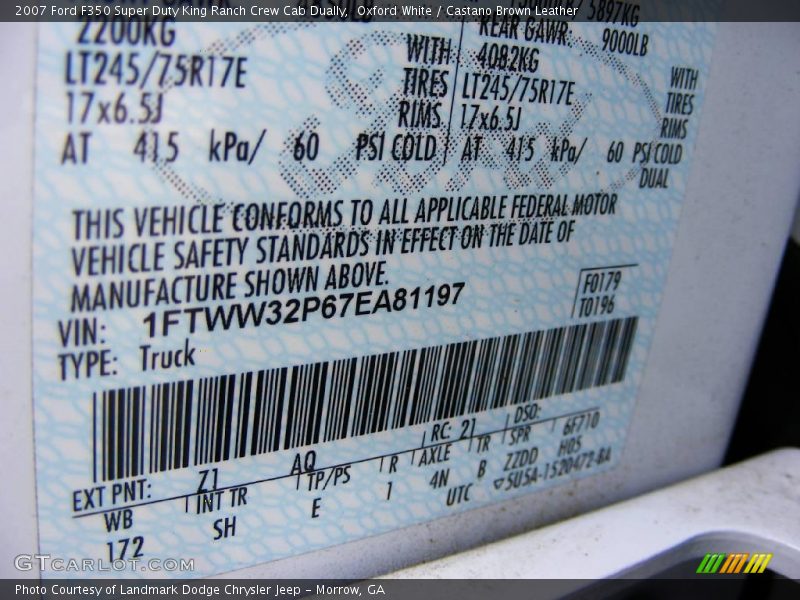 2007 Ford F350 Super Duty King Ranch Crew Cab Dually, Oxford White / Castano Brown Leather
5897KG
2200KG REAR GAWR: 9000LB
WITH 4082KG WITH
LT245/75R17E TIRES LT245/75R17E TIRES
17x6.5J RIMS 17x6.5J RIMS
AT 415 kPa/ 60 PSI COLD AT 415 kPa/ 60 PSI COLD
DUAL
THIS VEHICLE CONFORMS TO ALL APPLICABLE FEDERAL MOTOR
VEHICLE SAFETY STANDARDS IN EFFECT ON THE DATE OF
MANUFACTURE SHOWN ABOVE.
VIN: 1FTWW32P67EA81197 F0179
TYPE: Truck T0196
EXT PNT: Z1 AQ RC: 21 DSO:
WB INT TR TP/PS R AXLE TR SPR 6F710
172 SH E 1 4N B ZZDD H05
UTC ▽5U5A-1520472-BA
GTCARLOT.COM
Photo Courtesy of Landmark Dodge Chrysler Jeep - Morrow, GA